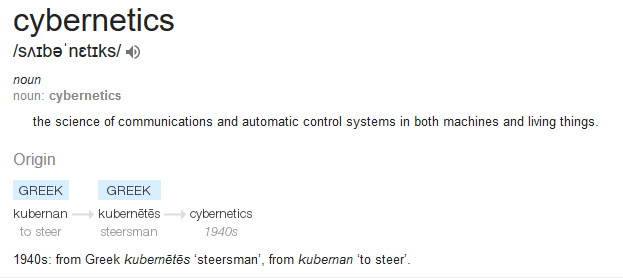 cybernetics
/sʌɪbəˈnɛtɪks/
noun
noun: cybernetics
the science of communications and automatic control systems in both machines and living things.
Origin
GREEK GREEK
kubernan kubernētēs cybernetics
to steer steersman 1940s
1940s: from Greek kubernētēs ‘steersman’, from kubernan ‘to steer’.